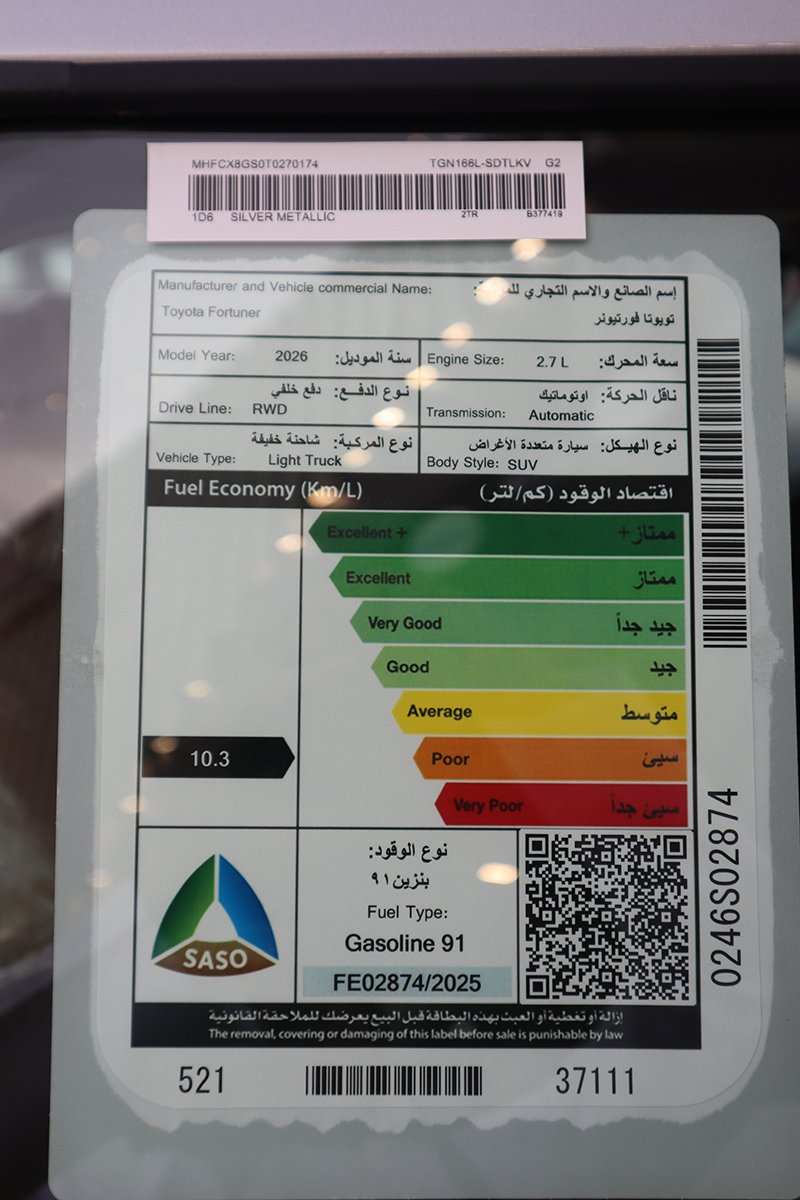 MHFCX8GS0T0270174 TGN166L-SDTLKV G2
1D6 SILVER METALLIC 2TR B377419
Manufacturer and Vehicle commercial Name: إسم الصانع والاسم التجاري
Toyota Fortuner تويوتا فورتيونر
Model Year: 2026 سنة الموديل: Engine Size: 2.7 L سعة المحرك:
نوع الدفع: دفع خلفي ناقل الحركة: اوتوماتيك
Drive Line: RWD Transmission: Automatic
نوع المركبة: شاحنة خفيفة نوع الهيكل: سيارة متعددة الأغراض
Vehicle Type: Light Truck Body Style: SUV
Fuel Economy (Km/L) اقتصاد الوقود (كم/لتر)
Excellent + ممتاز+
Excellent ممتاز
Very Good جيد جداً
Good جيد
Average متوسط
10.3 Poor سيئ
Very Poor سيئ جداً
نوع الوقود:
بنزين ٩١
Fuel Type:
Gasoline 91
SASO
FE02874/2025
إزالة أو تغطية أو العبث بهذه البطاقة قبل البيع يعرضك للملاحقة القانونية
The removal, covering or damaging of this label before sale is punishable by law
521 37111
0246S02874